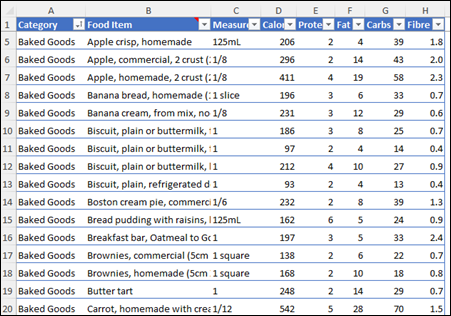 A B C D E F G H
1 Category Food Item Measure Calor Prote Fat Carbs Fibre
5 Baked Goods Apple crisp, homemade 125mL 206 2 4 39 1.8
6 Baked Goods Apple, commercial, 2 crust (2 1/8 296 2 14 43 2.0
7 Baked Goods Apple, homemade, 2 crust (2 1/8 411 4 19 58 2.3
8 Baked Goods Banana bread, homemade (1 1 slice 196 3 6 33 0.7
9 Baked Goods Banana cream, from mix, no 1/8 231 3 12 29 0.6
10 Baked Goods Biscuit, plain or buttermilk, 1 186 3 8 25 0.7
11 Baked Goods Biscuit, plain or buttermilk, 1 97 2 4 14 0.4
12 Baked Goods Biscuit, plain or buttermilk, 1 212 4 10 27 0.9
13 Baked Goods Biscuit, plain, refrigerated d 1 93 2 4 13 0.4
14 Baked Goods Boston cream pie, commerci 1/6 232 2 8 39 1.3
15 Baked Goods Bread pudding with raisins, 125mL 162 6 5 24 0.9
16 Baked Goods Breakfast bar, Oatmeal to Go 1 197 3 5 33 2.4
17 Baked Goods Brownies, commercial (5cm 1 square 138 2 6 22 0.7
18 Baked Goods Brownies, homemade (5cm 1 square 168 2 10 18 0.8
19 Baked Goods Butter tart 1 248 2 14 29 0.7
20 Baked Goods Carrot, homemade with crea 1/12 542 5 28 70 1.5